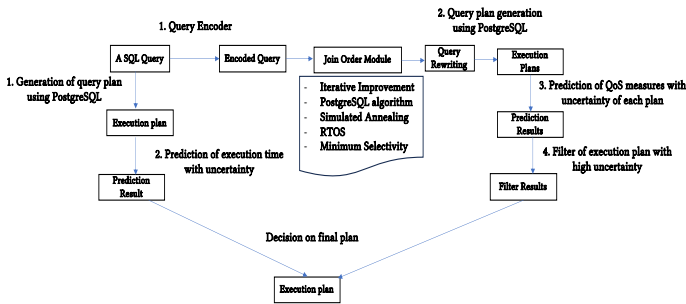 1. Query Encoder
2. Query plan generation
using PostgreSQL
A SQL Query
Encoded Query
Join Order Module
Query
Rewriting
Execution
Plans
1. Generation of query plan
using PostgreSQL
- Iterative Improvement
- PostgreSQL algorithm
- Simulated Annealing
- RTOS
- Minimum Selectivity
3. Prediction of QoS measures with
uncertainty of each plan
Execution plan
Prediction
Results
2. Prediction of execution time
with uncertainty
4. Filter of execution plan with
high uncertainty
Prediction
Result
Filter Results
Decision on final plan
Execution plan